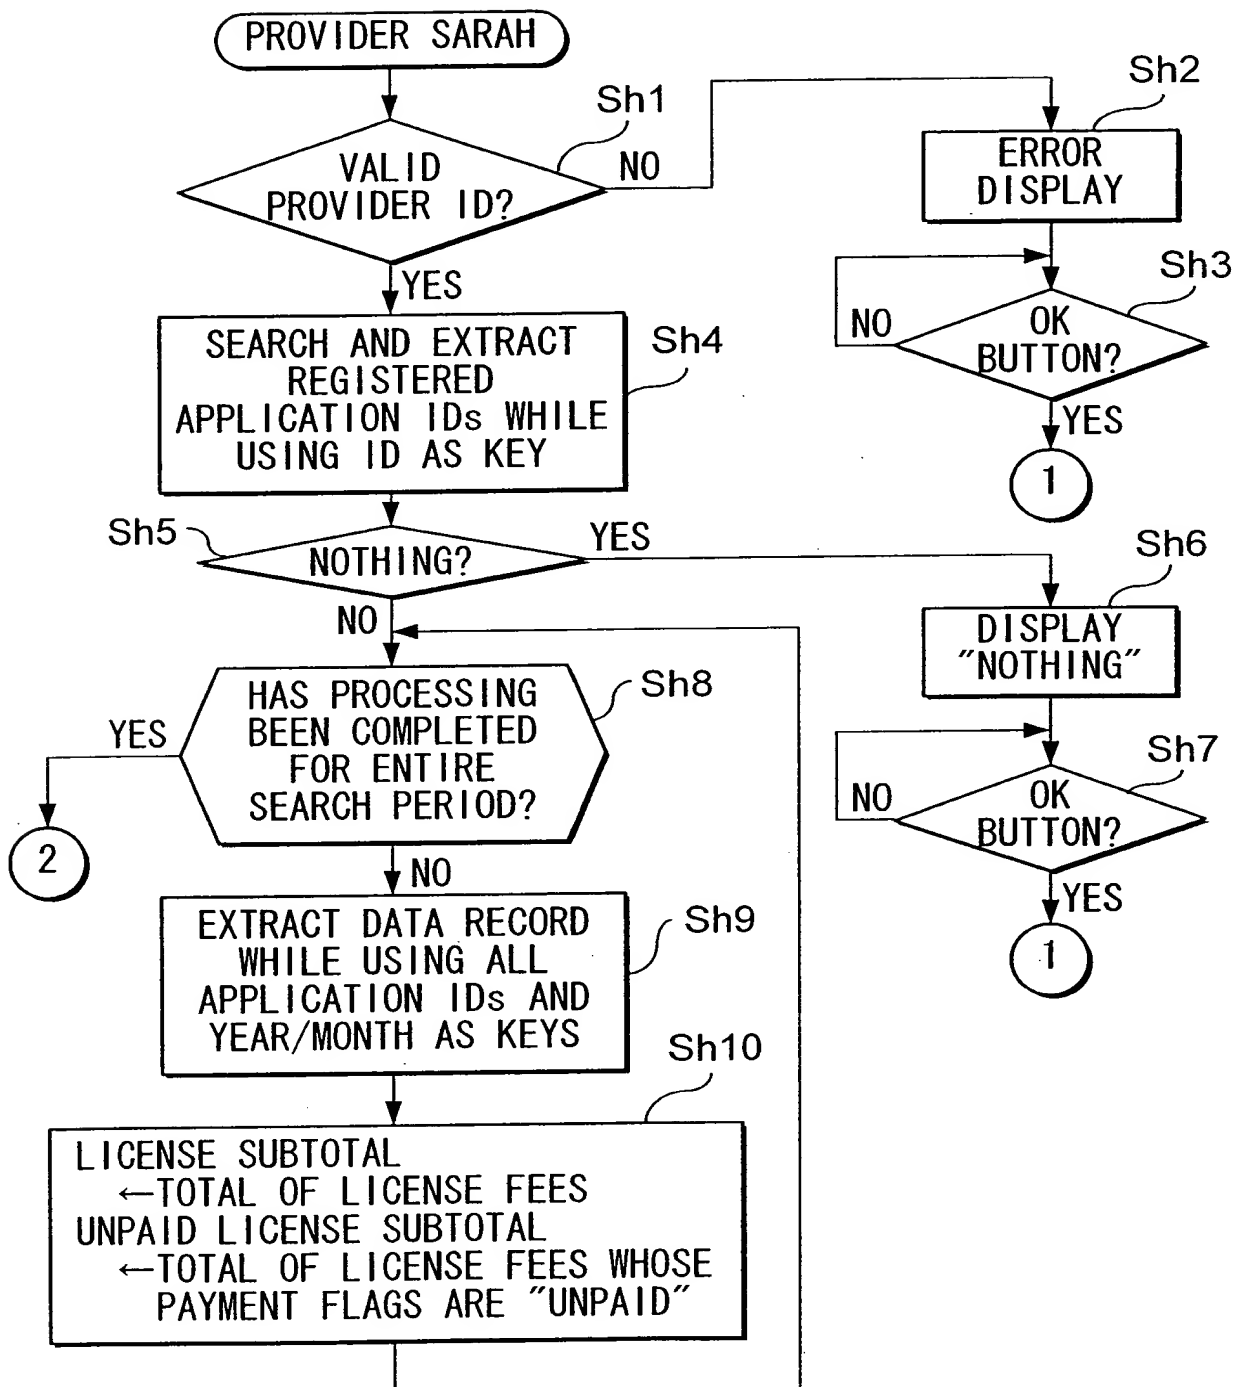 PROVIDER SARAH
Sh1
VALID
PROVIDER ID?
NO
YES
Sh2
ERROR
DISPLAY
Sh3
NO
OK
BUTTON?
YES
1
SEARCH AND EXTRACT
REGISTERED
APPLICATION IDs WHILE
USING ID AS KEY
Sh4
Sh5
NOTHING?
YES
NO
Sh6
DISPLAY
"NOTHING"
Sh7
NO
OK
BUTTON?
YES
1
HAS PROCESSING
BEEN COMPLETED
FOR ENTIRE
SEARCH PERIOD?
Sh8
YES
2
NO
EXTRACT DATA RECORD
WHILE USING ALL
APPLICATION IDs AND
YEAR/MONTH AS KEYS
Sh9
Sh10
LICENSE SUBTOTAL
←TOTAL OF LICENSE FEES
UNPAID LICENSE SUBTOTAL
←TOTAL OF LICENSE FEES WHOSE
PAYMENT FLAGS ARE "UNPAID"